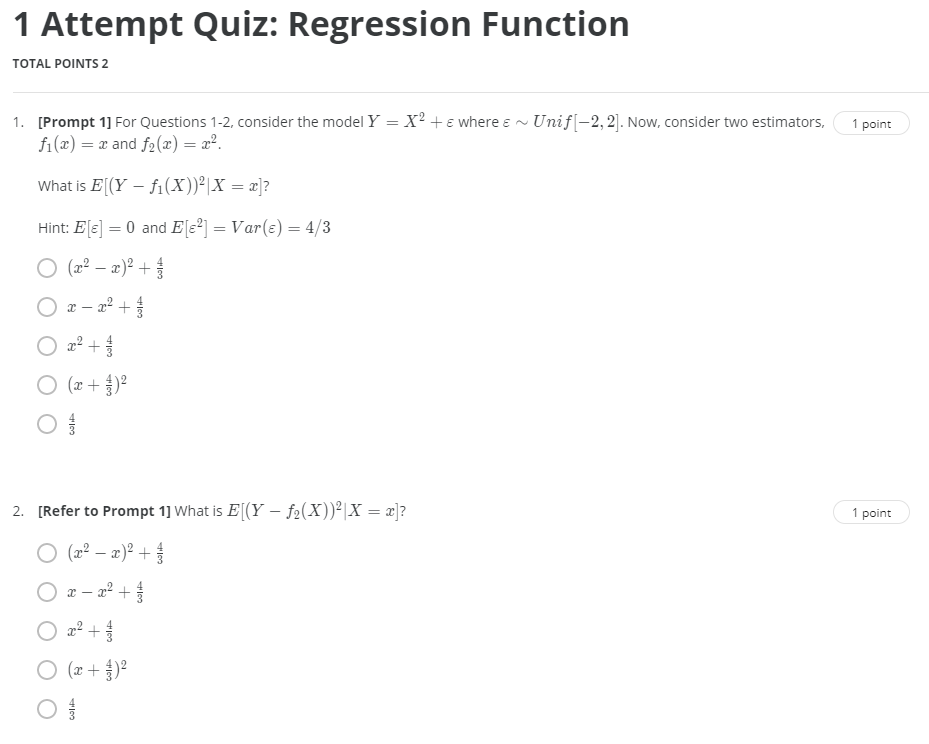 1 Attempt Quiz: Regression Function
TOTAL POINTS 2
1. [Prompt 1] For Questions 1-2, consider the model Y = X² + ε where ε ∼ Unif[−2, 2]. Now, consider two estimators, 1 point
f₁(x) = x and f₂(x) = x².
What is E[(Y − f₁(X))²|X = x]?
Hint: E[ε] = 0 and E[ε²] = Var(ε) = 4/3
(x² − x)² + 4/3
x − x² + 4/3
x² + 4/3
(x + 4/3)²
4/3
2. [Refer to Prompt 1] What is E[(Y − f₂(X))²|X = x]? 1 point
(x² − x)² + 4/3
x − x² + 4/3
x² + 4/3
(x + 4/3)²
4/3